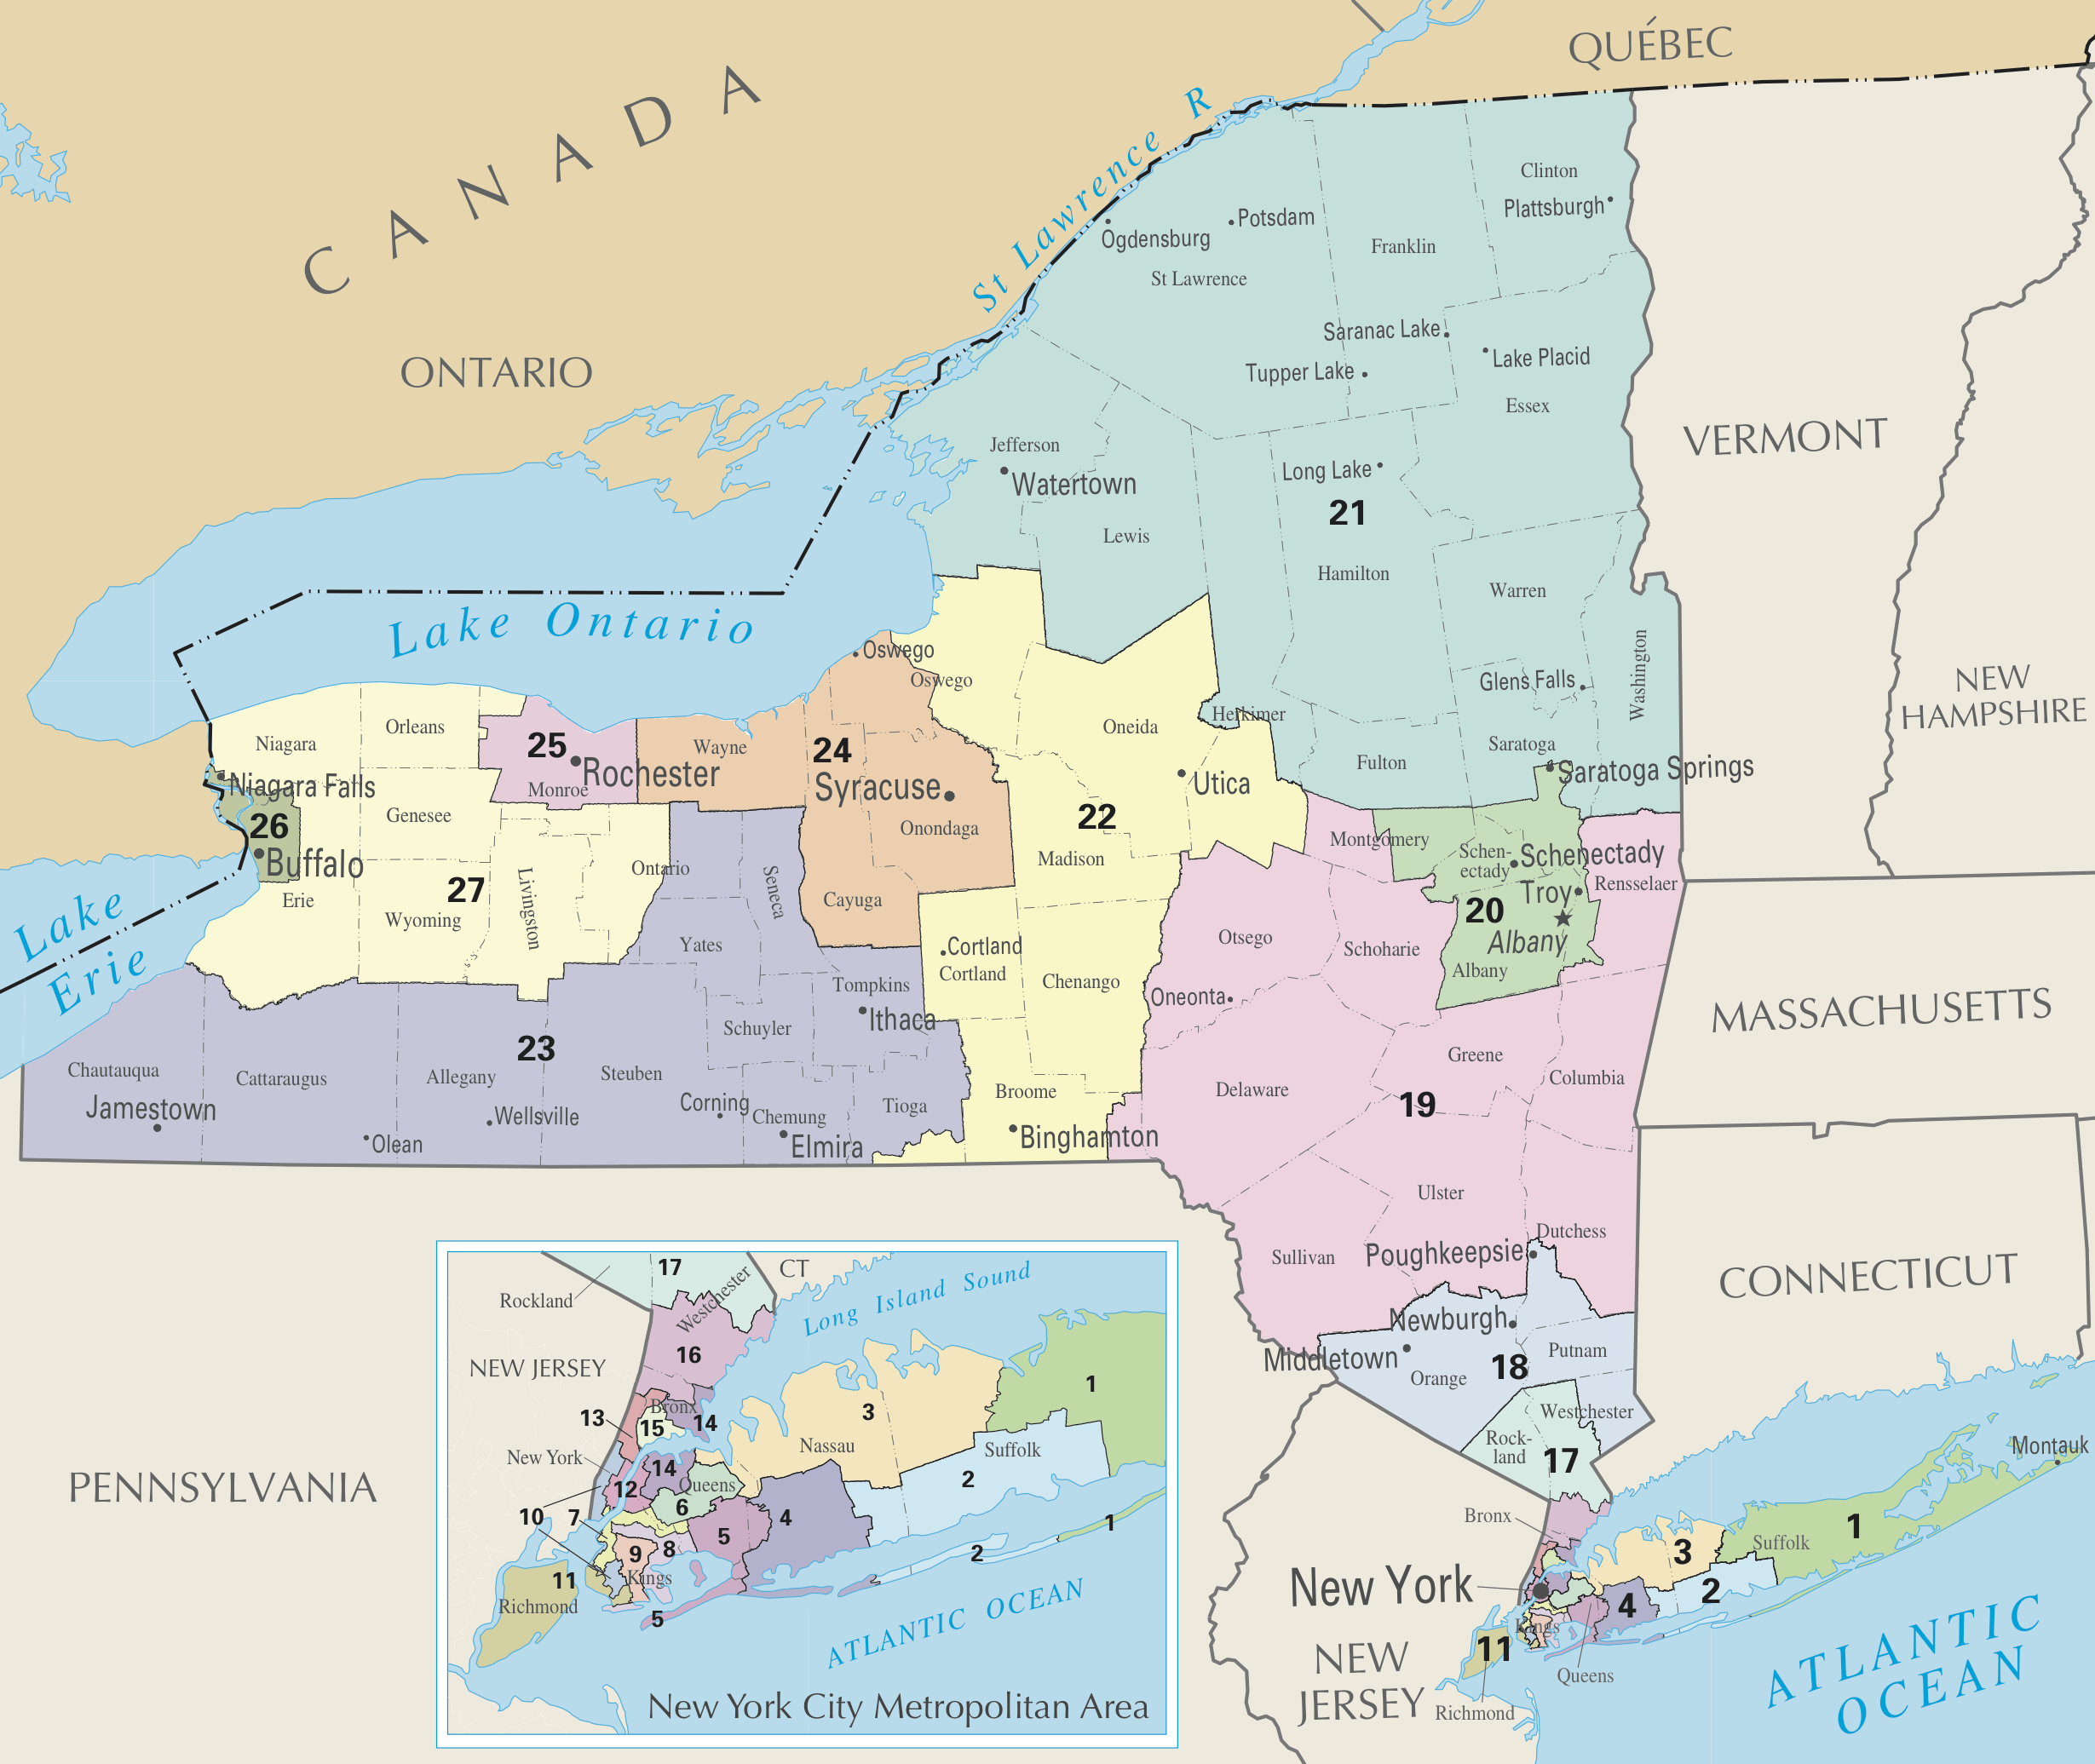 QUÉBEC
CANADA
St Lawrence R
Clinton
Plattsburgh
Potsdam
Ogdensburg
Franklin
St Lawrence
Saranac Lake
Lake Placid
Tupper Lake
ONTARIO
Essex
VERMONT
Jefferson
Watertown
Long Lake
21
Lewis
Hamilton
Warren
Lake Ontario
Washington
Oswego
Oswego
Glens Falls
NEW
HAMPSHIRE
Herkimer
Orleans
Oneida
Niagara
25
Wayne
24
Saratoga
Fulton
Saratoga Springs
Rochester
Niagara Falls
Monroe
Syracuse
Utica
Genesee
22
26
Onondaga
Montgomery
Schen-
ectady
Schenectady
Buffalo
Madison
Ontario
Seneca
Livingston
27
Troy
Rensselaer
Erie
Cayuga
20
Lake
Erie
Wyoming
Otsego
Albany
Yates
Cortland
Schoharie
Cortland
Albany
Tompkins
Chenango
Oneonta
MASSACHUSETTS
Ithaca
Schuyler
23
Greene
Chautauqua
Cattaraugus
Allegany
Steuben
Columbia
Delaware
Broome
Jamestown
Corning
Tioga
19
Wellsville
Chemung
Olean
Elmira
Binghamton
Ulster
Dutchess
Sullivan
Poughkeepsie
CONNECTICUT
Newburgh
Middletown
18
Putnam
Orange
Westchester
Rock-
land
17
Montauk
PENNSYLVANIA
Bronx
1
Suffolk
3
New York
2
4
Kings
11
NEW
JERSEY
Queens
Richmond
ATLANTIC
OCEAN
17
CT
Rockland
Westchester
Long Island Sound
NEW JERSEY
16
1
Bronx
13
15
14
3
Nassau
New York
Suffolk
14
Queens
2
12
6
10
7
4
5
1
9
8
2
11
Kings
Richmond
5
ATLANTIC OCEAN
New York City Metropolitan Area